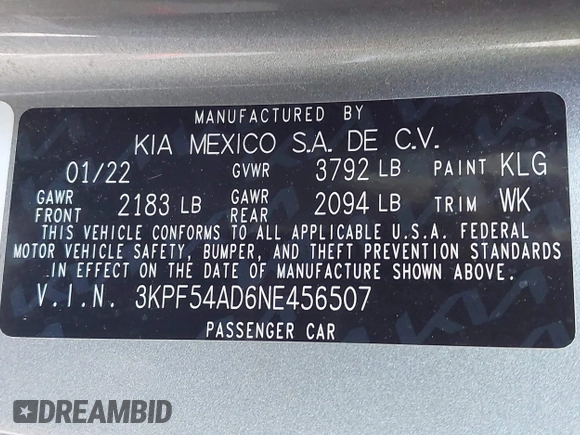 MANUFACTURED BY
KIA MEXICO S.A. DE C.V.
01/22 GVWR 3792 LB PAINT KLG
GAWR FRONT 2183 LB GAWR REAR 2094 LB TRIM WK
THIS VEHICLE CONFORMS TO ALL APPLICABLE U.S.A. FEDERAL
MOTOR VEHICLE SAFETY, BUMPER, AND THEFT PREVENTION STANDARDS
IN EFFECT ON THE DATE OF MANUFACTURE SHOWN ABOVE.
V.I.N. 3KPF54AD6NE456507
PASSENGER CAR
DREAMBID